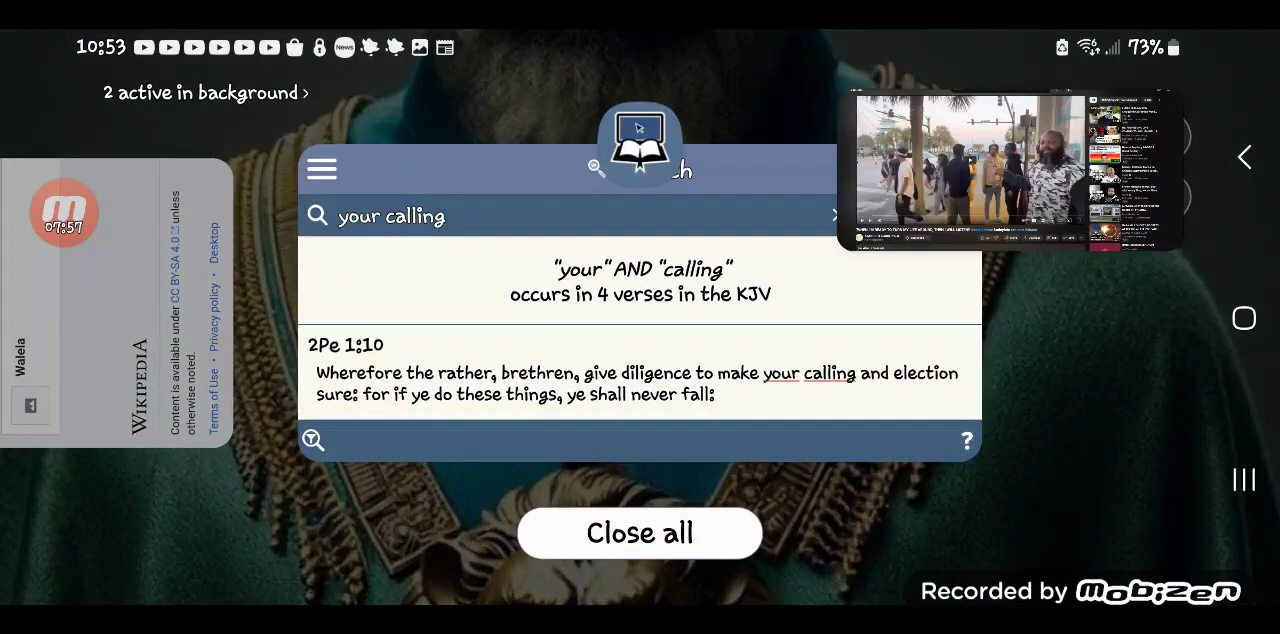 10:53
News
73%
2 active in background >
ch
your calling
"your" AND "calling"
occurs in 4 verses in the KJV
2Pe 1:10
Wherefore the rather, brethren, give diligence to make your calling and election
sure: for if ye do these things, ye shall never fall:
?
07:57
Walela
WIKIPEDIA
Content is available under CC BY-SA 4.0 unless
otherwise noted.
Terms of Use • Privacy policy • Desktop
Close all
Recorded by mobizen